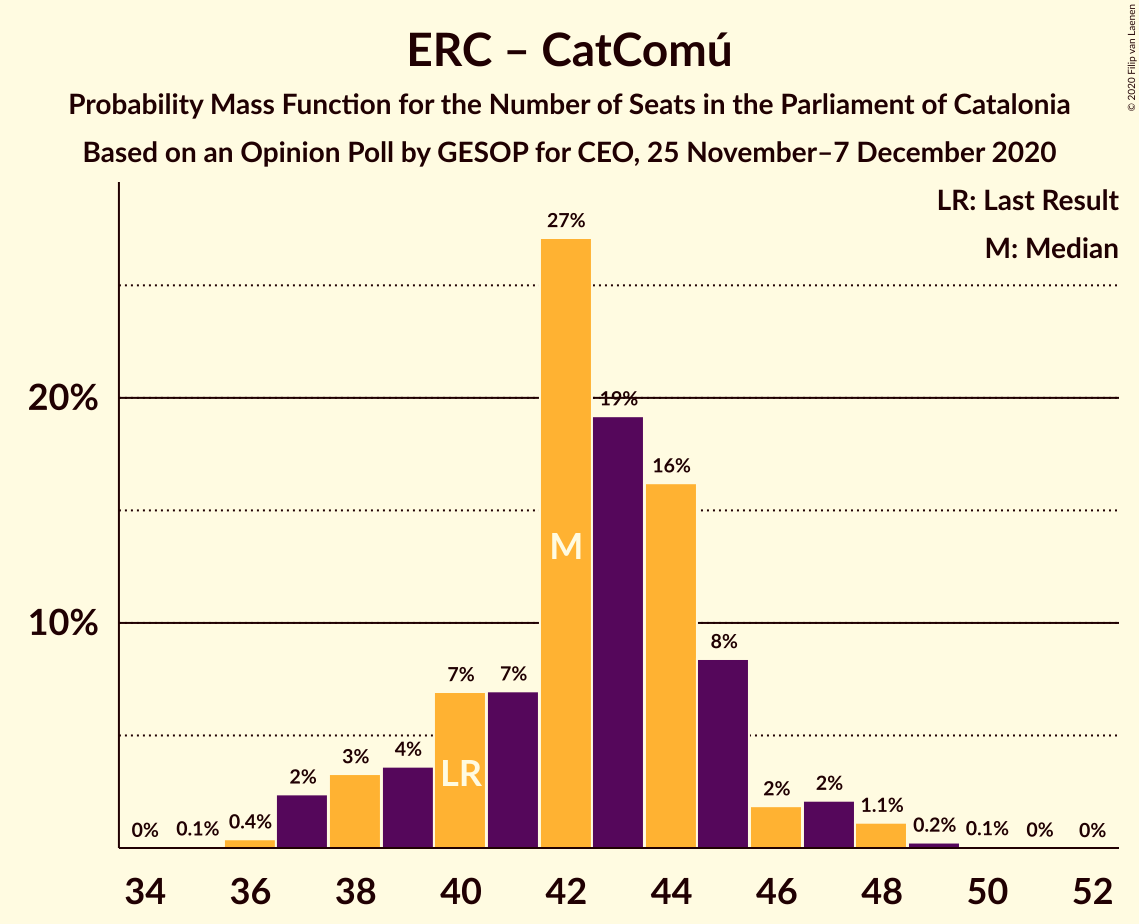 ERC – CatComú
Probability Mass Function for the Number of Seats in the Parliament of Catalonia
Based on an Opinion Poll by GESOP for CEO, 25 November–7 December 2020
© 2020 Filip van Laenen
LR: Last Result
M: Median
20%
10%
0%
0.1%
0.4%
2%
3%
4%
7%
7%
27%
19%
16%
8%
2%
2%
1.1%
0.2%
0.1%
0%
0%
LR
M
34 36 38 40 42 44 46 48 50 52